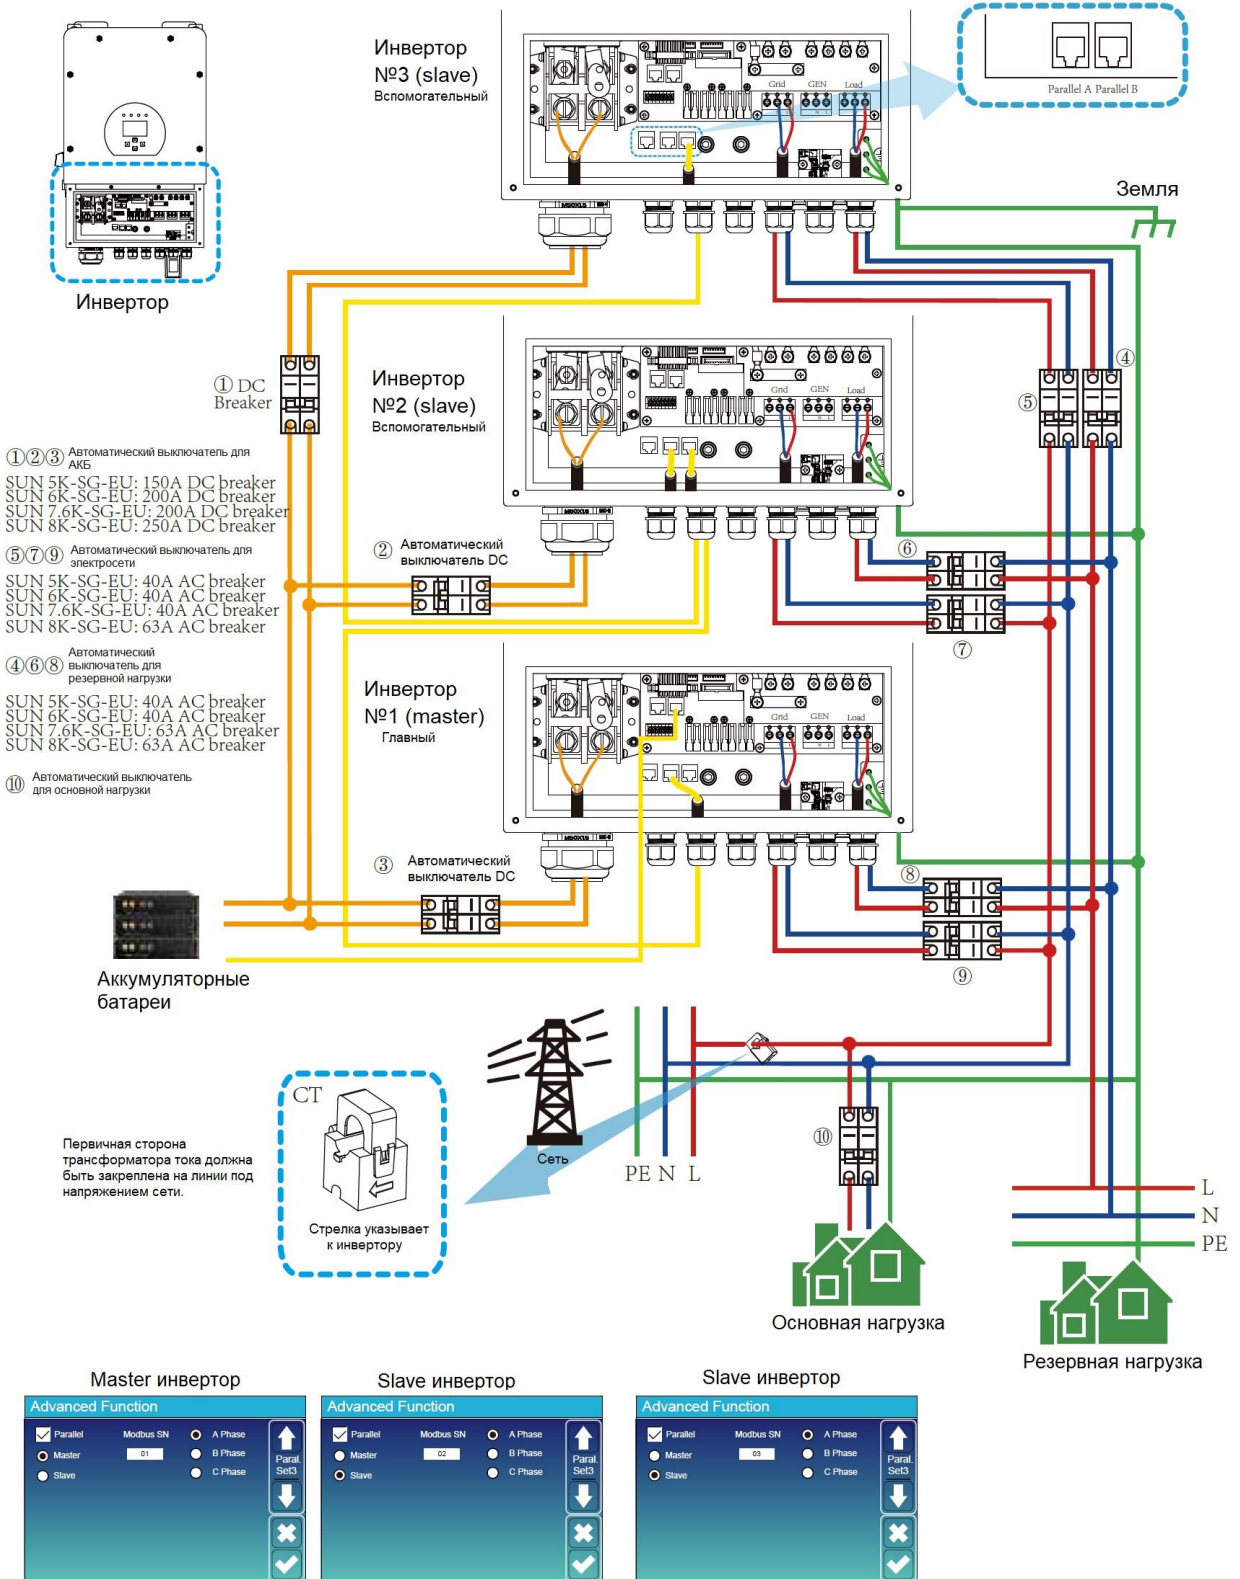 Инвертор
№3 (slave)
Вспомогательный
Grid GEN Load
Parallel A Parallel B
Земля
Инвертор
① DC
Breaker
Инвертор
№2 (slave)
Вспомогательный
Grid GEN Load
④
⑤
①②③ Автоматический выключатель для
АКБ
SUN 5K-SG-EU: 150A DC breaker
SUN 6K-SG-EU: 200A DC breaker
SUN 7.6K-SG-EU: 200A DC breaker
SUN 8K-SG-EU: 250A DC breaker
② Автоматический
выключатель DC
⑥
⑦
⑤⑦⑨ Автоматический выключатель для
электросети
SUN 5K-SG-EU: 40A AC breaker
SUN 6K-SG-EU: 40A AC breaker
SUN 7.6K-SG-EU: 40A AC breaker
SUN 8K-SG-EU: 63A AC breaker
④⑥⑧ Автоматический
выключатель для
резервной нагрузки
SUN 5K-SG-EU: 40A AC breaker
SUN 6K-SG-EU: 40A AC breaker
SUN 7.6K-SG-EU: 63A AC breaker
SUN 8K-SG-EU: 63A AC breaker
⑩ Автоматический выключатель
для основной нагрузки
Инвертор
№1 (master)
Главный
Grid GEN Load
③ Автоматический
выключатель DC
⑧
⑨
Аккумуляторные
батареи
CT
Стрелка указывает
к инвертору
Первичная сторона
трансформатора тока должна
быть закреплена на линии под
напряжением сети.
Сеть
PE N L
⑩
L
N
PE
Основная нагрузка
Резервная нагрузка
Master инвертор
Advanced Function
Parallel Modbus SN A Phase
Master 01 B Phase
Slave C Phase
Paral.
Set3
Slave инвертор
Advanced Function
Parallel Modbus SN A Phase
Master 02 B Phase
Slave C Phase
Paral.
Set3
Slave инвертор
Advanced Function
Parallel Modbus SN A Phase
Master 03 B Phase
Slave C Phase
Paral.
Set3